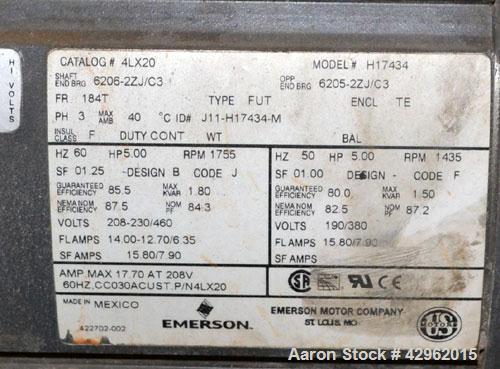 HI VOLTS
CATALOG # 4LX20 MODEL # H17434
SHAFT END BRG 6206-2ZJ/C3 OPP END BRG 6205-2ZJ/C3
FR 184T TYPE FUT ENCL TE
PH 3 MAX AMB 40 °C ID# J11-H17434-M
INSUL CLASS F DUTY CONT WT BAL
HZ 60 HP 5.00 RPM 1755
SF 01.25 -DESIGN B CODE J
GUARANTEED EFFICIENCY 85.5 MAX KVAR 1.80
NEMA NOM EFFICIENCY 87.5 NOM PF 84.3
VOLTS 208-230/460
FL AMPS 14.00-12.70/6.35
SF AMPS 15.80/7.90
HZ 50 HP 5.00 RPM 1435
SF 01.00 DESIGN - CODE F
GUARANTEED EFFICIENCY 80.0 MAX KVAR 1.50
NEMA NOM EFFICIENCY 82.5 NOM PF 87.2
VOLTS 190/380
FL AMPS 15.80/7.90
SF AMPS
AMP.MAX 17.70 AT 208V
60HZ,CC030ACUST.P/N4LX20
MADE IN MEXICO
422702-002
EMERSON
EMERSON MOTOR COMPANY
ST. LOUIS, MO
MOTORS
Aaron Stock # 42962015